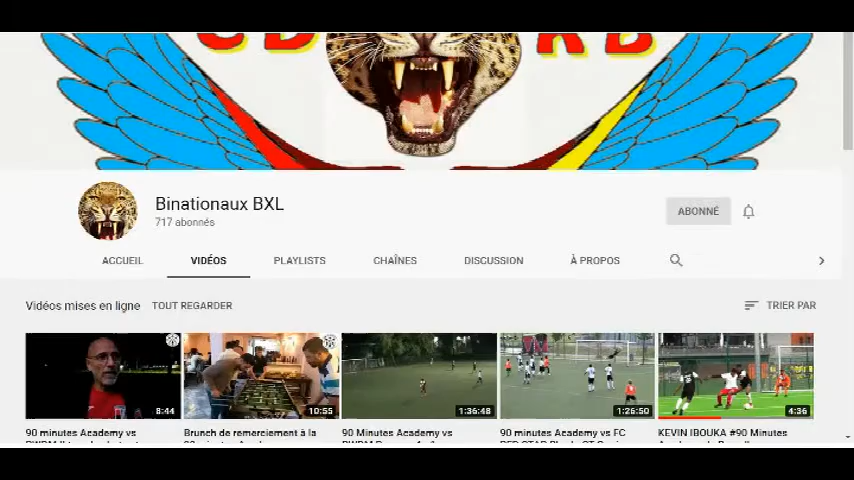 Binationaux BXL
717 abonnés
ABONNÉ
ACCUEIL
VIDÉOS
PLAYLISTS
CHAÎNES
DISCUSSION
À PROPOS
Vidéos mises en ligne
TOUT REGARDER
TRIER PAR
8:44
10:55
1:36:48
1:26:50
4:36
90 minutes Academy vs
Brunch de remerciement à la
90 Minutes Academy vs
90 minutes Academy vs FC
KEVIN IBOUKA #90 Minutes